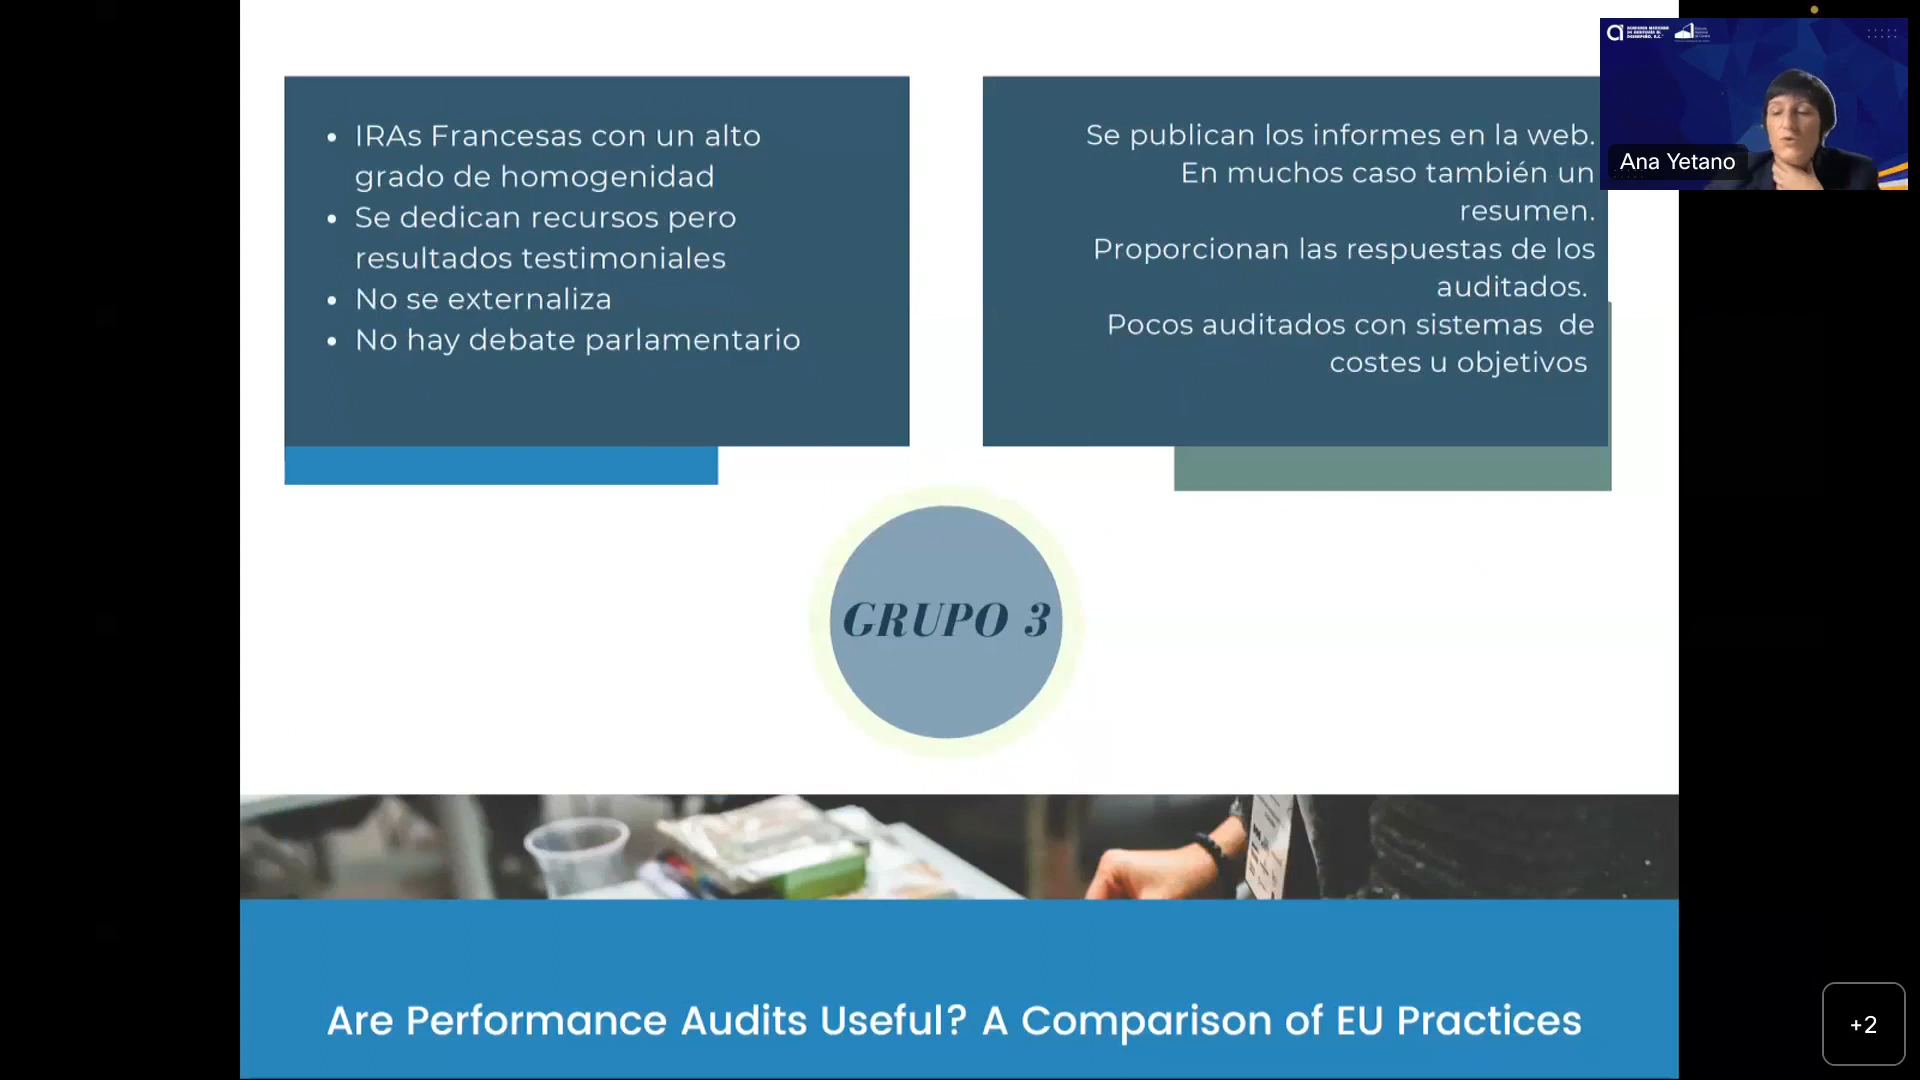 IRAs Francesas con un alto
grado de homogenidad
Se dedican recursos pero
resultados testimoniales
No se externaliza
No hay debate parlamentario
Se publican los informes en la web.
En muchos caso también un
resumen.
Proporcionan las respuestas de los
auditados.
Pocos auditados con sistemas de
costes u objetivos
Ana Yetano
GRUPO 3
Are Performance Audits Useful? A Comparison of EU Practices
+2